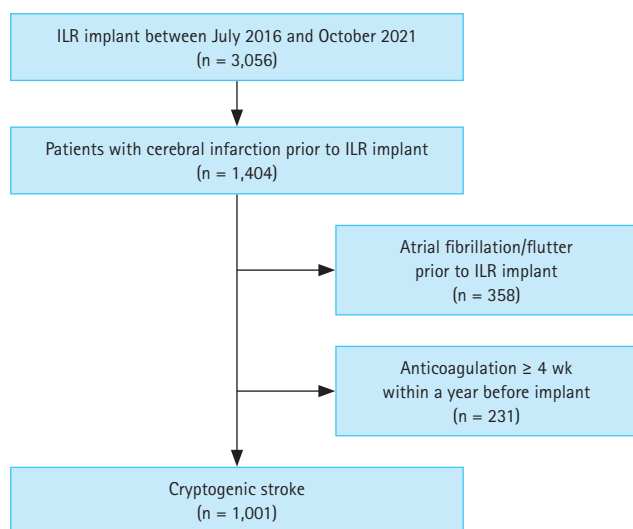 ILR implant between July 2016 and October 2021
(n = 3,056)
Patients with cerebral infarction prior to ILR implant
(n = 1,404)
Atrial fibrillation/flutter
prior to ILR implant
(n = 358)
Anticoagulation ≥ 4 wk
within a year before implant
(n = 231)
Cryptogenic stroke
(n = 1,001)